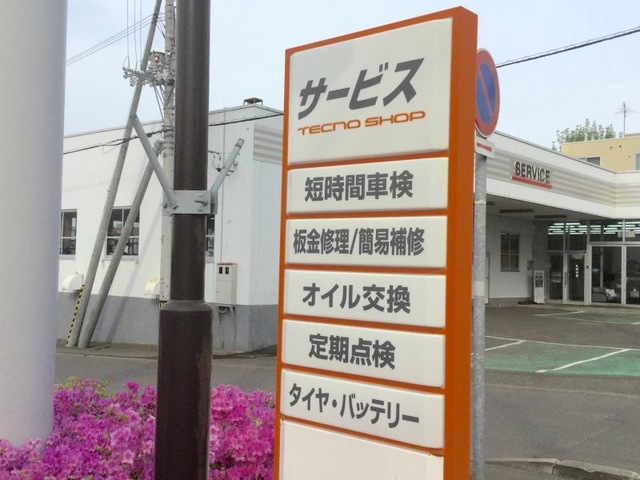 サービス
TECNO SHOP
短時間車検
板金修理/簡易補修
オイル交換
定期点検
タイヤ・バッテリー
SERVICE